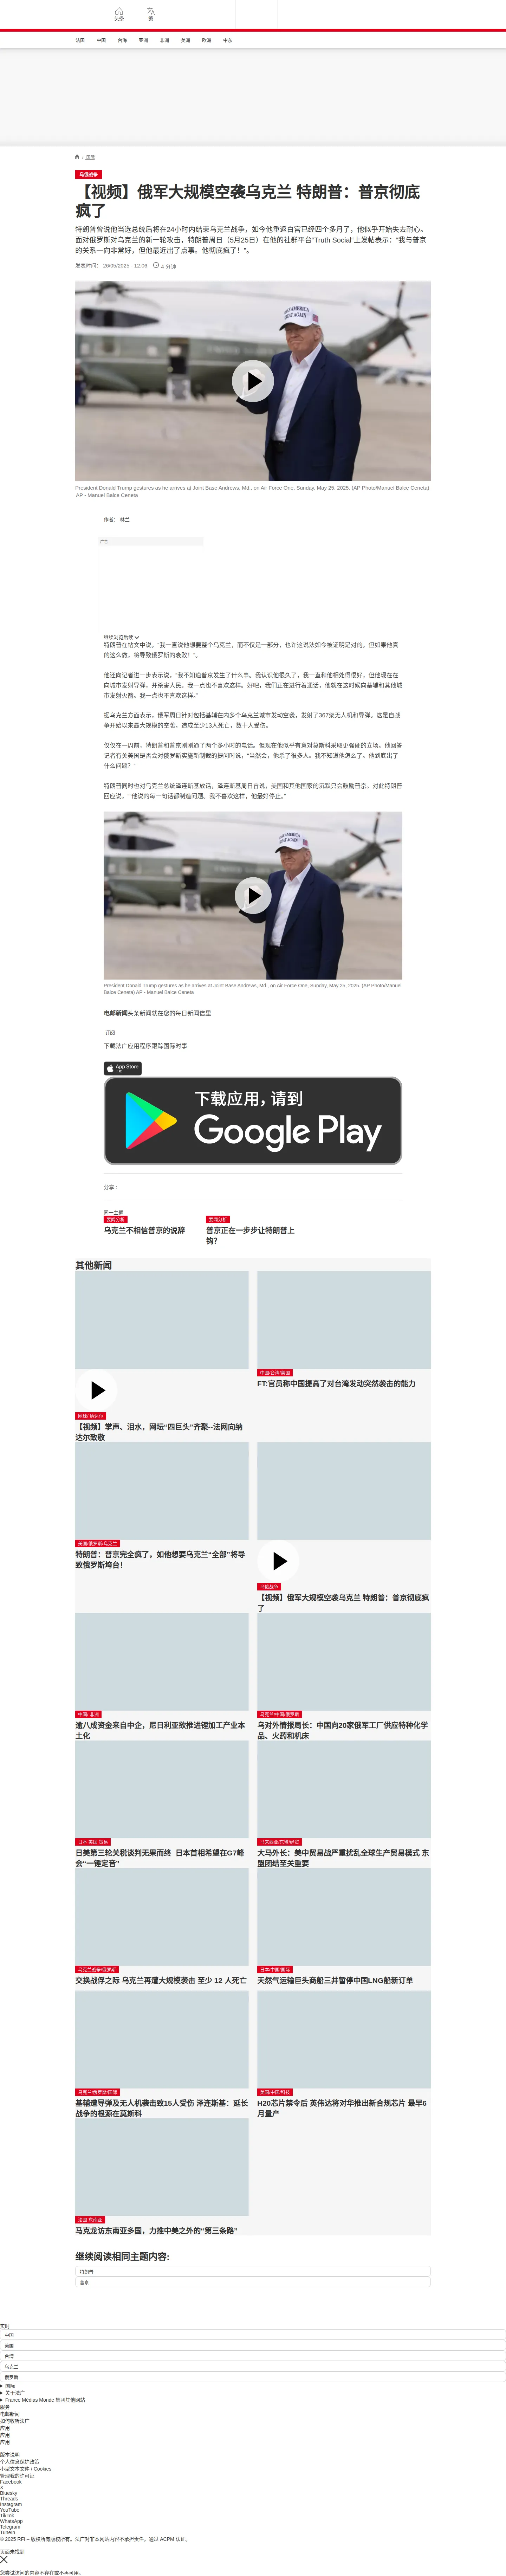 头条
繁
法国
中国
台海
亚洲
非洲
美洲
欧洲
中东
/ 国际
乌俄战争
【视频】俄军大规模空袭乌克兰 特朗普：普京彻底
疯了
特朗普曾说他当选总统后将在24小时内结束乌克兰战争，如今他重返白宫已经四个多月了，他似乎开始失去耐心。
面对俄罗斯对乌克兰的新一轮攻击，特朗普周日（5月25日）在他的社群平台“Truth Social”上发帖表示：“我与普京
的关系一向非常好，但他最近出了点事。他彻底疯了！”。
发表时间： 26/05/2025 - 12:06
4 分钟
President Donald Trump gestures as he arrives at Joint Base Andrews, Md., on Air Force One, Sunday, May 25, 2025. (AP Photo/Manuel Balce Ceneta)
AP - Manuel Balce Ceneta
作者： 林兰
广告
继续浏览后续
特朗普在帖文中说，“我一直说他想要整个乌克兰，而不仅是一部分，也许这说法如今被证明是对的，但如果他真
的这么做，将导致俄罗斯的衰败！”。
他还向记者进一步表示说，“我不知道普京发生了什么事。我认识他很久了，我一直和他相处得很好，但他现在在
向城市发射导弹，并杀害人民。我一点也不喜欢这样。好吧，我们正在进行着通话，他就在这时候向基辅和其他城
市发射火箭。我一点也不喜欢这样。”
据乌克兰方面表示，俄军周日针对包括基辅在内多个乌克兰城市发动空袭，发射了367架无人机和导弹。这是自战
争开始以来最大规模的空袭，造成至少13人死亡，数十人受伤。
仅仅在一周前，特朗普和普京刚刚通了两个多小时的电话。但现在他似乎有意对莫斯科采取更强硬的立场。他回答
记者有关美国是否会对俄罗斯实施新制裁的提问时说，“当然会，他杀了很多人。我不知道他怎么了。他到底出了
什么问题？”
特朗普同时也对乌克兰总统泽连斯基放话，泽连斯基周日曾说，美国和其他国家的沉默只会鼓励普京。对此特朗普
回应说，““他说的每一句话都制造问题。我不喜欢这样，他最好停止。”
President Donald Trump gestures as he arrives at Joint Base Andrews, Md., on Air Force One, Sunday, May 25, 2025. (AP Photo/Manuel
Balce Ceneta) AP - Manuel Balce Ceneta
电邮新闻头条新闻就在您的每日新闻信里
订阅
下载法广应用程序跟踪国际时事
App Store
下载
下载应用，请到
Google Play
分享 :
同一主题
要闻分析
乌克兰不相信普京的说辞
要闻分析
普京正在一步步让特朗普上
钩？
其他新闻
网球/ 纳达尔
【视频】掌声、泪水，网坛“四巨头”齐聚--法网向纳
达尔致敬
中国/台湾/美国
FT:官员称中国提高了对台湾发动突然袭击的能力
美国/俄罗斯/乌克兰
特朗普：普京完全疯了，如他想要乌克兰“全部”将导
致俄罗斯垮台！
乌俄战争
【视频】俄军大规模空袭乌克兰 特朗普：普京彻底疯
了
中国/ 非洲
逾八成资金来自中企，尼日利亚欲推进锂加工产业本
土化
乌克兰/中国/俄罗斯
乌对外情报局长：中国向20家俄军工厂供应特种化学
品、火药和机床
日本 美国 贸易
日美第三轮关税谈判无果而终 日本首相希望在G7峰
会“一锤定音”
马来西亚/东盟/经贸
大马外长：美中贸易战严重扰乱全球生产贸易模式 东
盟团结至关重要
乌克兰战争/俄罗斯
交换战俘之际 乌克兰再遭大规模袭击 至少 12 人死亡
日本/中国/国际
天然气运输巨头商船三井暂停中国LNG船新订单
乌克兰/俄罗斯/国际
基辅遭导弹及无人机袭击致15人受伤 泽连斯基：延长
战争的根源在莫斯科
美国/中国/科技
H20芯片禁令后 英伟达将对华推出新合规芯片 最早6
月量产
法国 东南亚
马克龙访东南亚多国，力推中美之外的“第三条路”
继续阅读相同主题内容:
特朗普
普京
实时
中国
美国
台湾
乌克兰
俄罗斯
国际
关于法广
France Médias Monde 集团其他网站
服务
电邮新闻
如何收听法广
应用
应用
应用
版本说明
个人信息保护政策
小型文本文件 / Cookies
管理我的许可证
Facebook
X
Bluesky
Threads
Instagram
YouTube
TikTok
WhatsApp
Telegram
TuneIn
© 2025 RFI – 版权所有版权所有。法广对非本网站内容不承担责任。通过 ACPM 认证。
页面未找到
您尝试访问的内容不存在或不再可用。